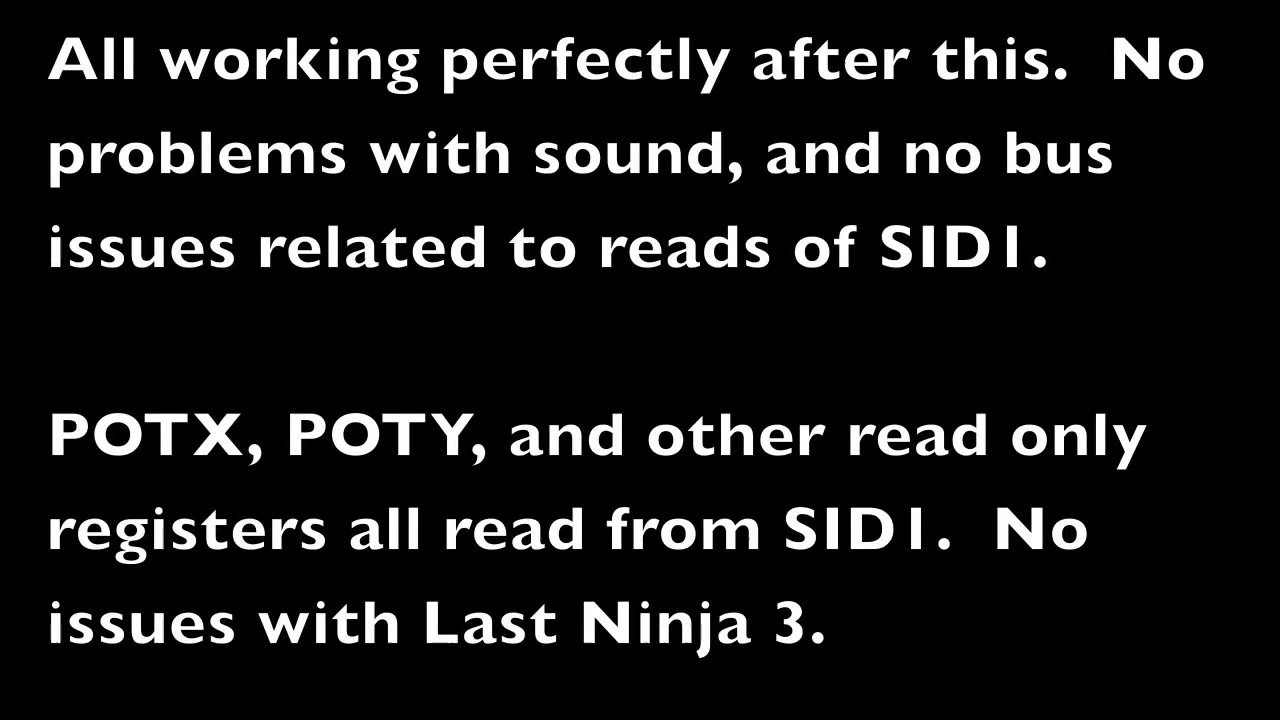 All working perfectly after this.  No
problems with sound, and no bus
issues related to reads of SID1.

POTX, POTY, and other read only
registers all read from SID1.  No
issues with Last Ninja 3.